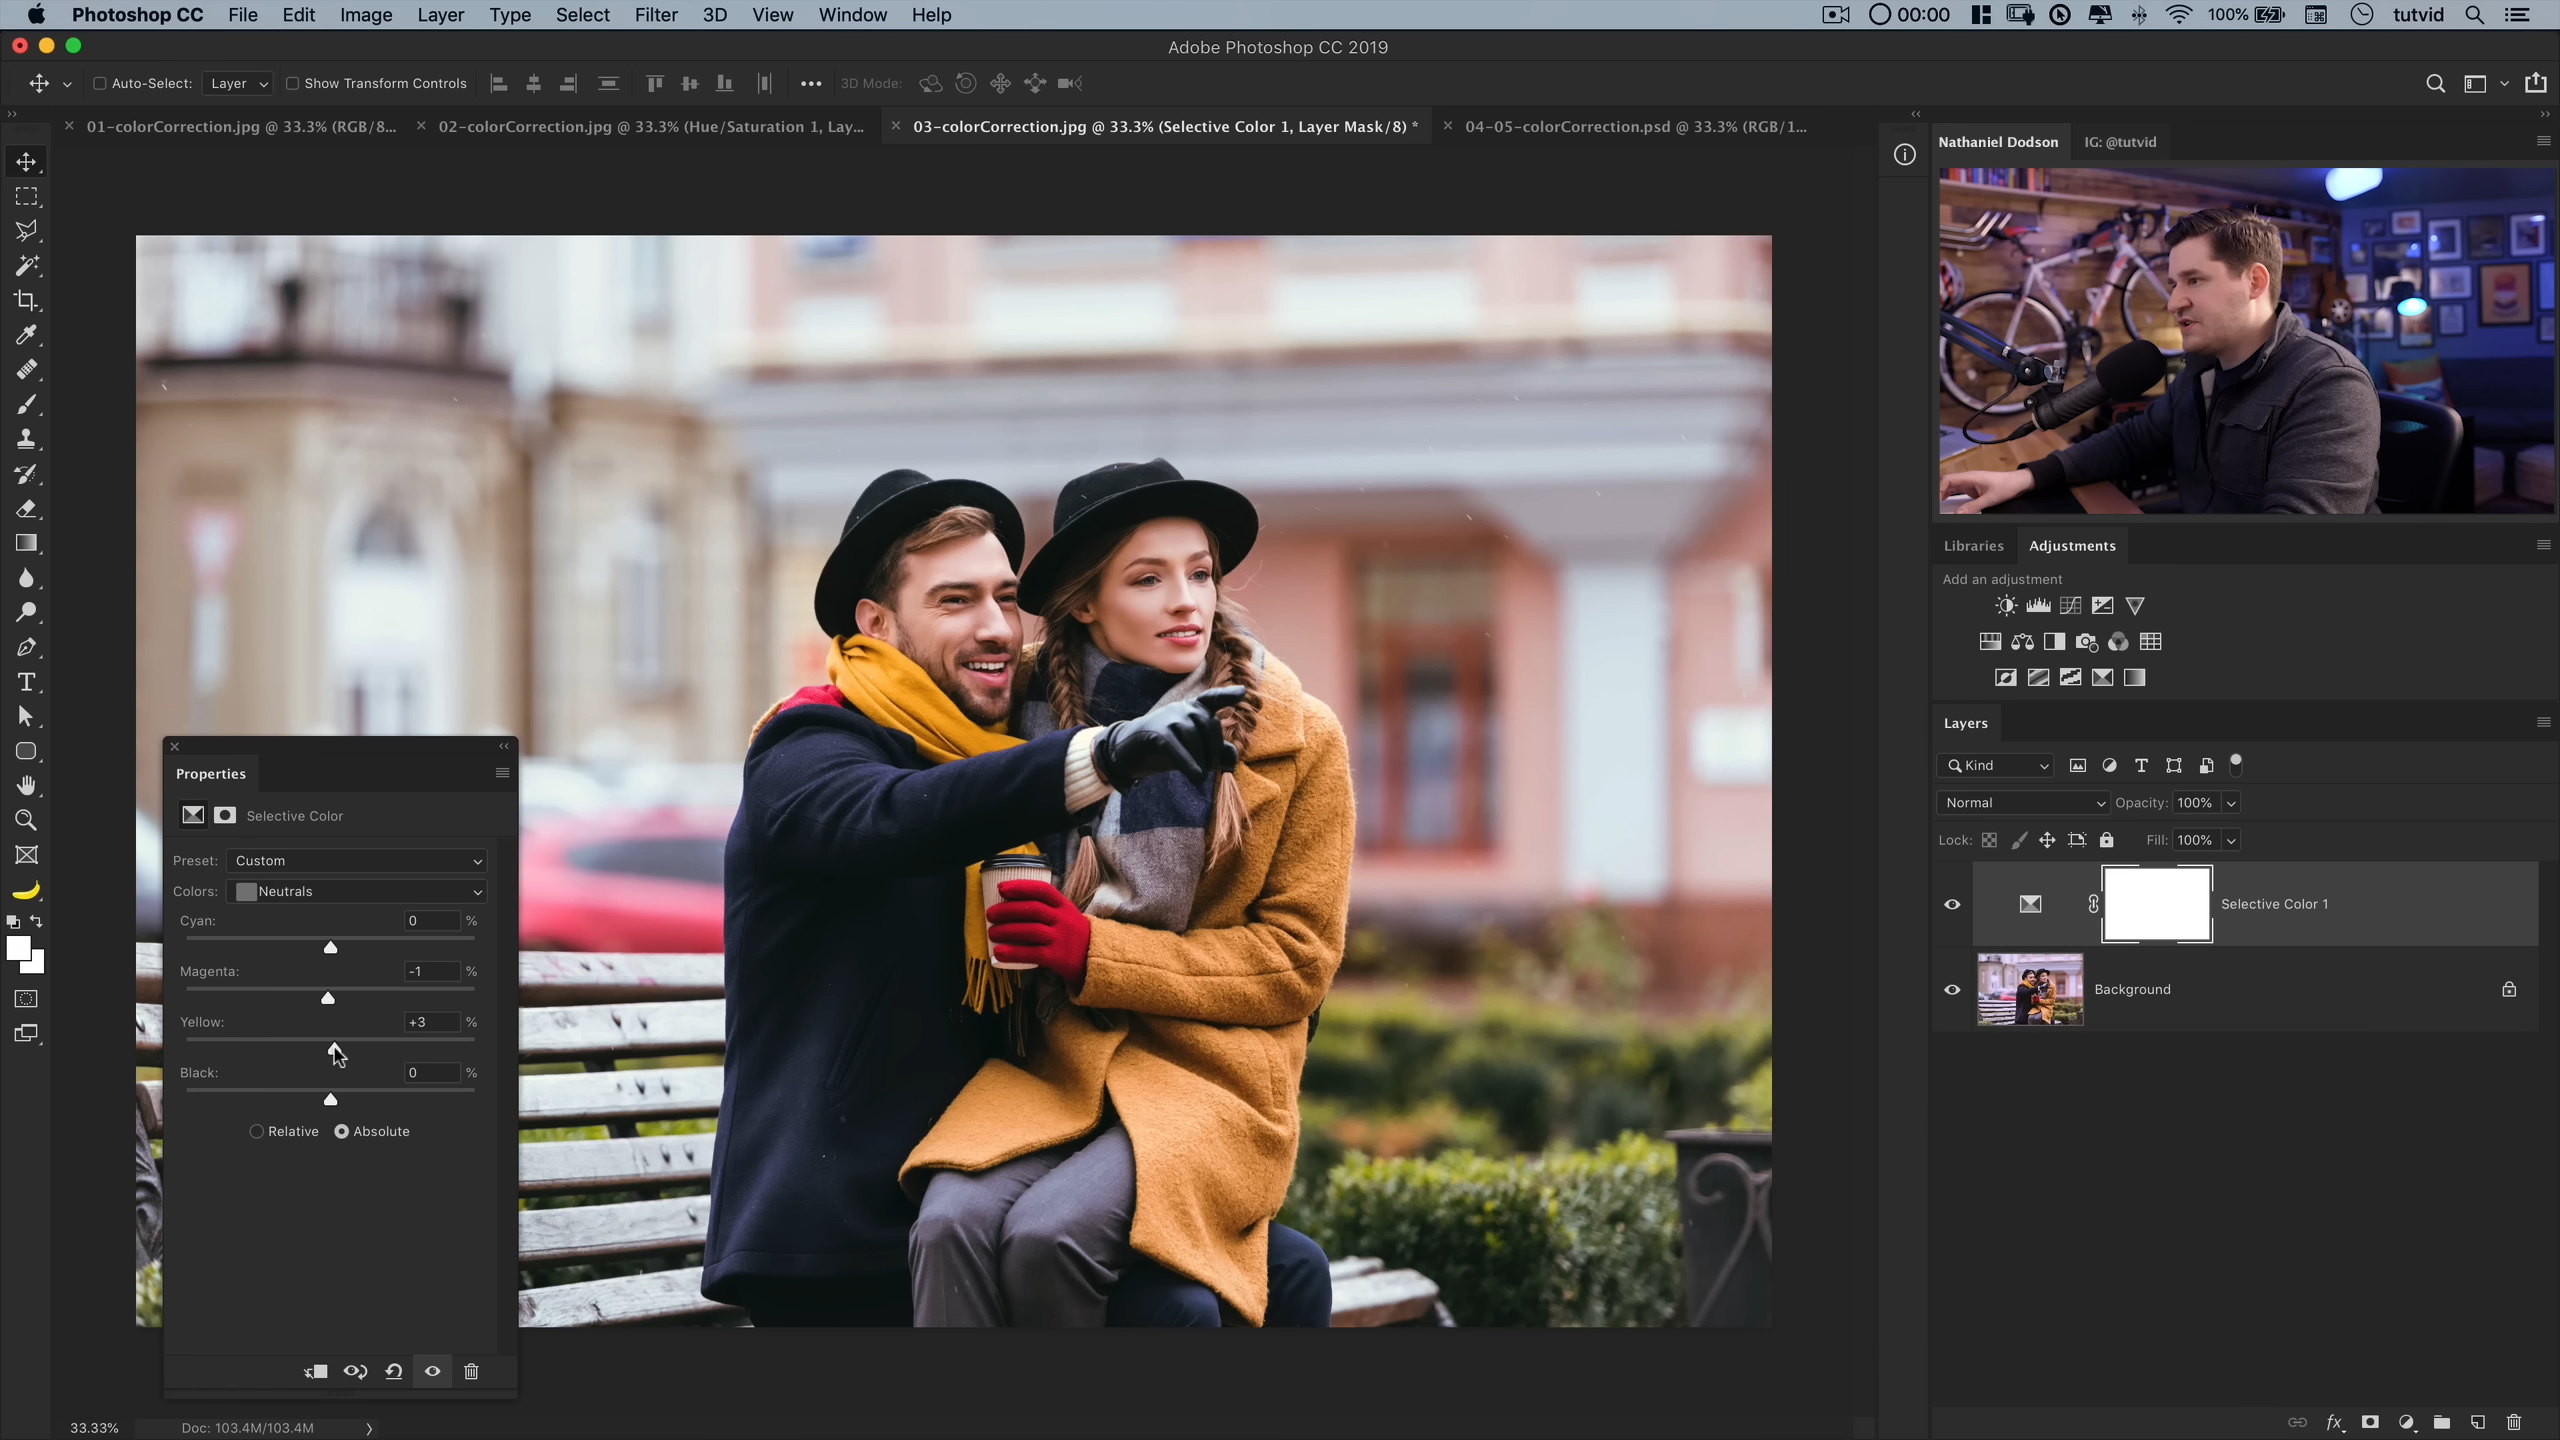 Photoshop CC File Edit Image Layer Type Select Filter 3D View Window Help 00:00 100% tutvid
Adobe Photoshop CC 2019
Auto-Select: Layer Show Transform Controls 3D Mode:
01-colorCorrection.jpg @ 33.3% (RGB/8... 02-colorCorrection.jpg @ 33.3% (Hue/Saturation 1, Lay... 03-colorCorrection.jpg @ 33.3% (Selective Color 1, Layer Mask/8) * 04-05-colorCorrection.psd @ 33.3% (RGB/1...
Nathaniel Dodson IG: @tutvid
Libraries Adjustments
Add an adjustment
Layers
Kind
Normal Opacity: 100%
Lock: Fill: 100%
Selective Color 1
Background
Properties
Selective Color
Preset: Custom
Colors: Neutrals
Cyan: 0 %
Magenta: -1 %
Yellow: +3 %
Black: 0 %
Relative Absolute
33.33% Doc: 103.4M/103.4M